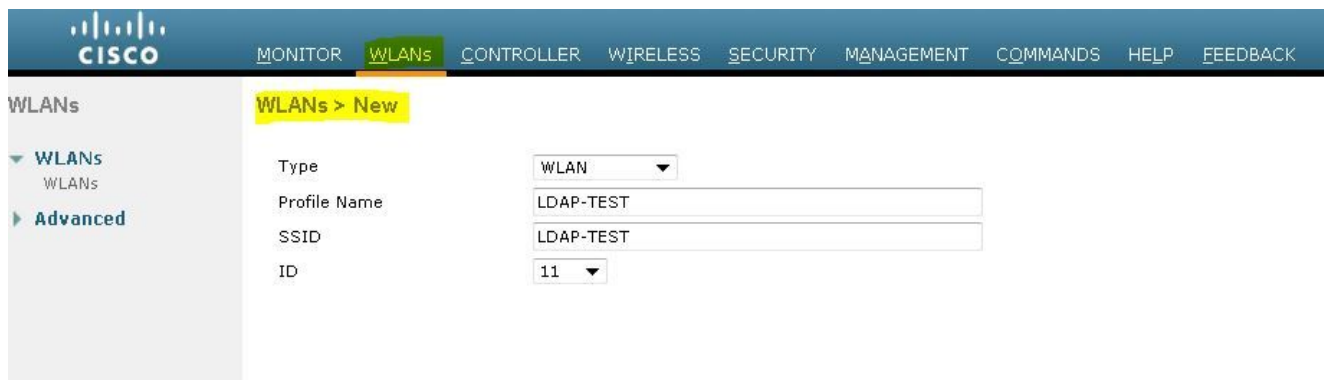 CISCO
MONITOR WLANs CONTROLLER WIRELESS SECURITY MANAGEMENT COMMANDS HELP FEEDBACK
WLANs
WLANs > New
WLANs
WLANs
Advanced
Type WLAN
Profile Name LDAP-TEST
SSID LDAP-TEST
ID 11